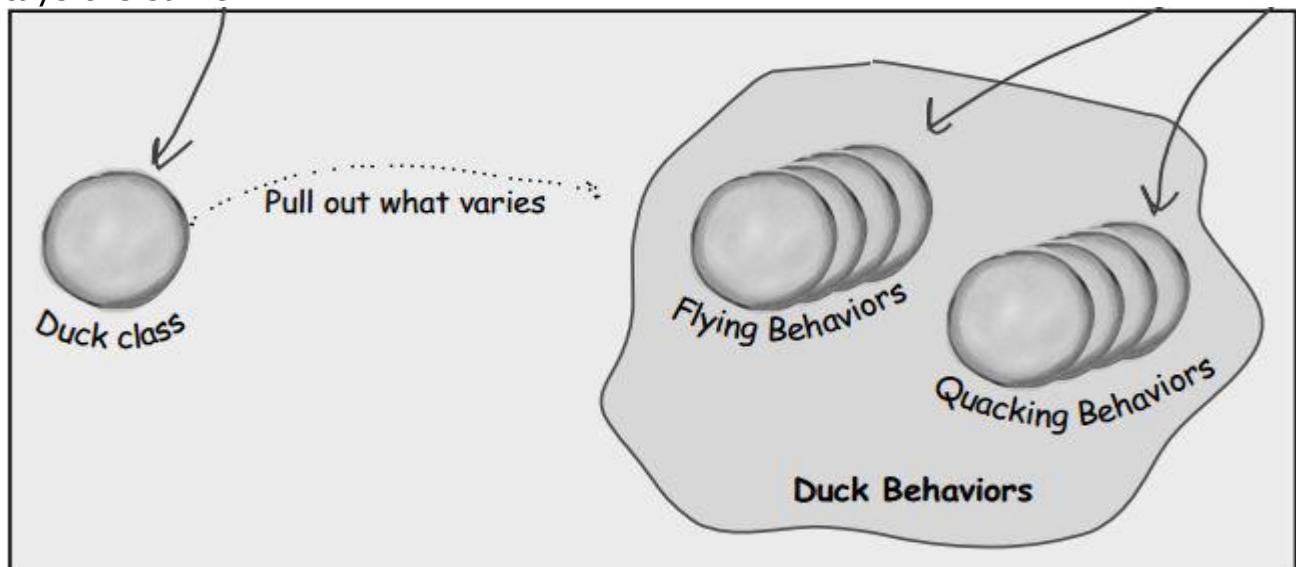 Pull out what varies
Duck class
Flying Behaviors
Quacking Behaviors
Duck Behaviors